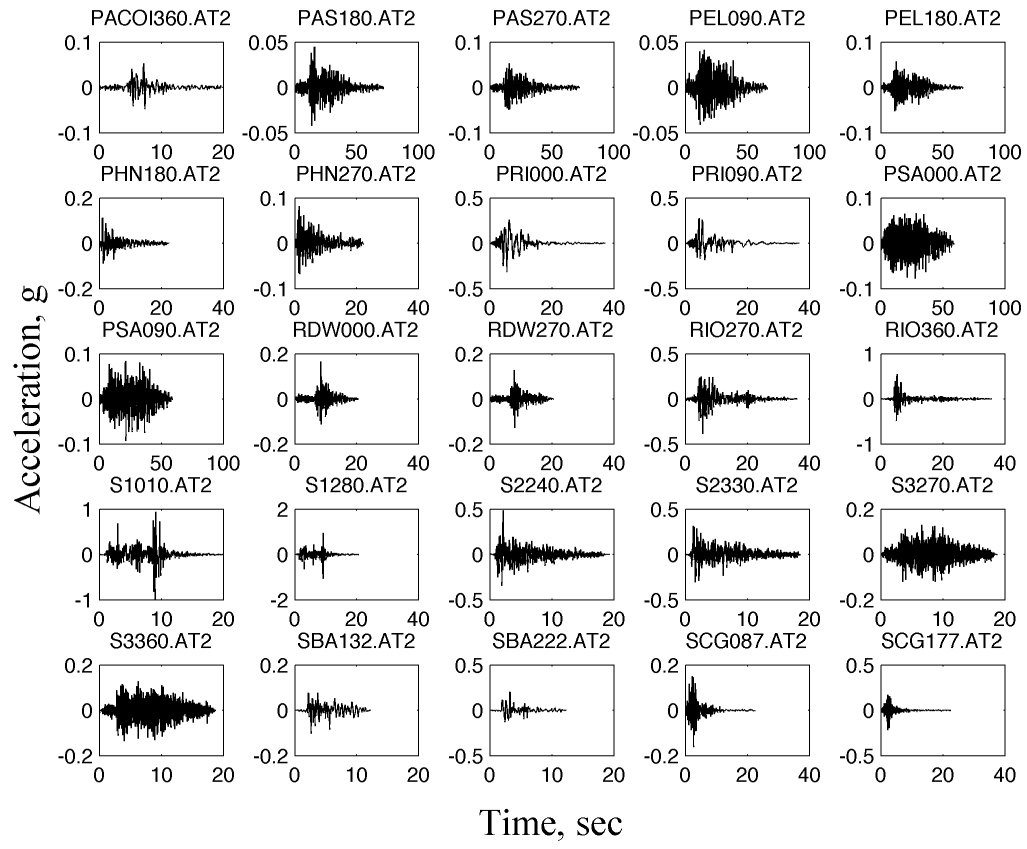 PACOI360.AT2 PAS180.AT2 PAS270.AT2 PEL090.AT2 PEL180.AT2
0.1 0.05 0.1 0.05 0.1
0 0 0 0 0
-0.1 -0.05 -0.1 -0.05 -0.1
0 10 20 0 50 100 0 50 100 0 50 100 0 50 100
PHN180.AT2 PHN270.AT2 PRI000.AT2 PRI090.AT2 PSA000.AT2
0.2 0.1 0.5 0.5 0.1
0 0 0 0 0
-0.2 -0.1 -0.5 -0.5 -0.1
0 20 40 0 20 40 0 20 40 0 20 40 0 50 100
PSA090.AT2 RDW000.AT2 RDW270.AT2 RIO270.AT2 RIO360.AT2
0.1 0.2 0.2 0.5 1
0 0 0 0 0
-0.1 -0.2 -0.2 -0.5 -1
0 50 100 0 20 40 0 20 40 0 20 40 0 20 40
S1010.AT2 S1280.AT2 S2240.AT2 S2330.AT2 S3270.AT2
1 2 0.5 0.5 0.2
0 0 0 0 0
-1 -2 -0.5 -0.5 -0.2
0 10 20 0 20 40 0 10 20 0 10 20 0 10 20
S3360.AT2 SBA132.AT2 SBA222.AT2 SCG087.AT2 SCG177.AT2
0.2 0.2 0.5 0.2 0.5
0 0 0 0 0
-0.2 -0.2 -0.5 -0.2 -0.5
0 10 20 0 10 20 0 10 20 0 20 40 0 20 40
Acceleration, g
Time, sec